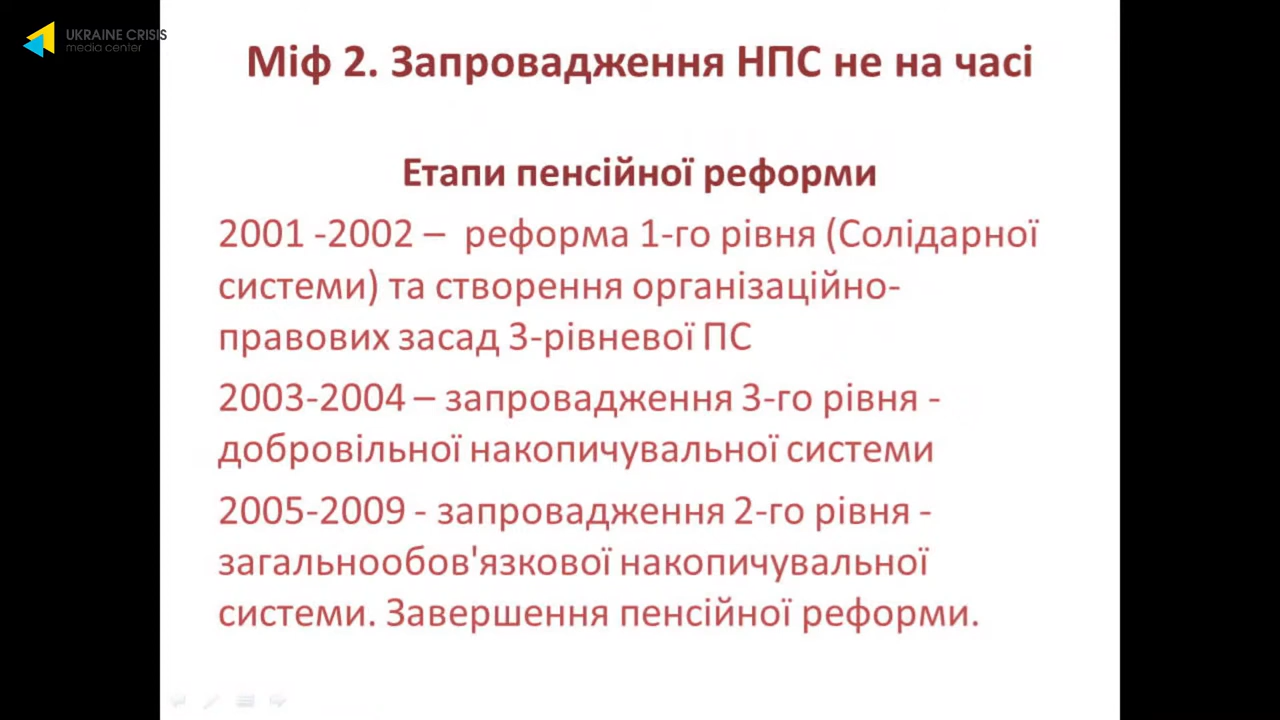 UKRAINE CRISIS
media center
Міф 2. Запровадження НПС не на часі
Етапи пенсійної реформи
2001 -2002 – реформа 1-го рівня (Солідарної
системи) та створення організаційно-
правових засад 3-рівневої ПС
2003-2004 – запровадження 3-го рівня -
добровільної накопичувальної системи
2005-2009 - запровадження 2-го рівня -
загальнообов'язкової накопичувальної
системи. Завершення пенсійної реформи.